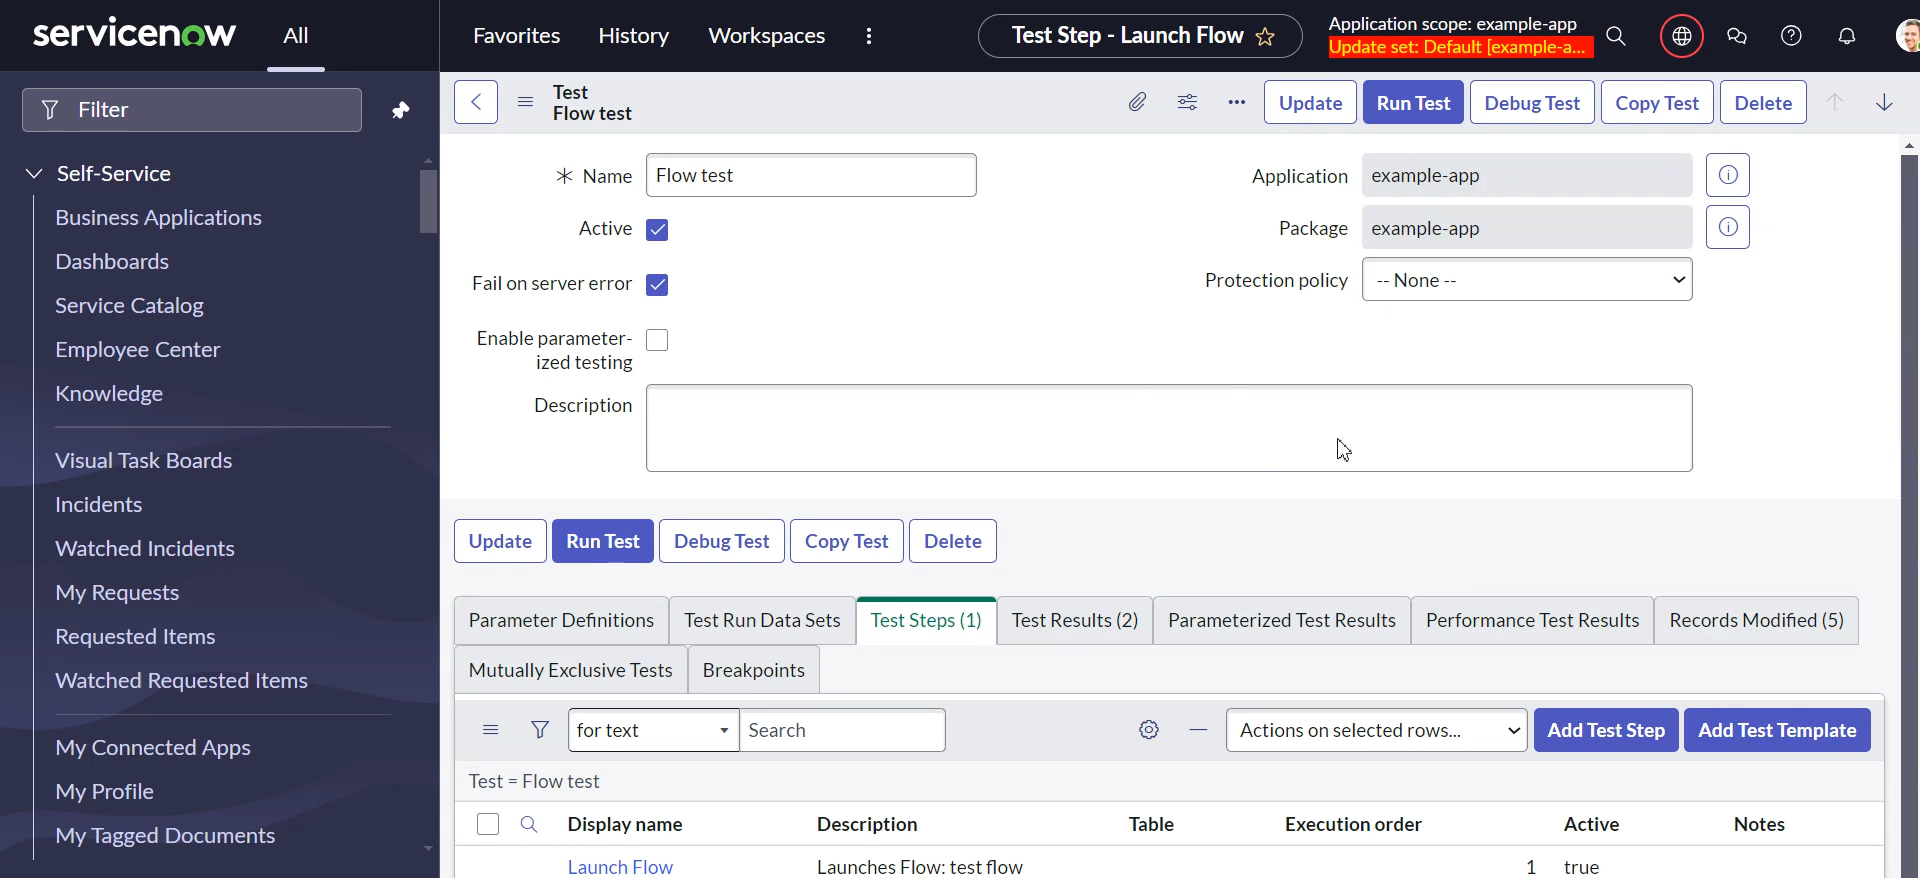 servicenow
All
Favorites
History
Workspaces
Test Step - Launch Flow
Application scope: example-app
Update set: Default [example-a...
Filter
Self-Service
Business Applications
Dashboards
Service Catalog
Employee Center
Knowledge
Visual Task Boards
Incidents
Watched Incidents
My Requests
Requested Items
Watched Requested Items
My Connected Apps
My Profile
My Tagged Documents
Test
Flow test
Update
Run Test
Debug Test
Copy Test
Delete
Name
Flow test
Active
Fail on server error
Enable parameter-
ized testing
Description
Application
example-app
Package
example-app
Protection policy
-- None --
Update
Run Test
Debug Test
Copy Test
Delete
Parameter Definitions
Test Run Data Sets
Test Steps (1)
Test Results (2)
Parameterized Test Results
Performance Test Results
Records Modified (5)
Mutually Exclusive Tests
Breakpoints
for text
Search
Actions on selected rows...
Add Test Step
Add Test Template
Test = Flow test
Display name
Description
Table
Execution order
Active
Notes
Launch Flow
Launches Flow: test flow
1
true